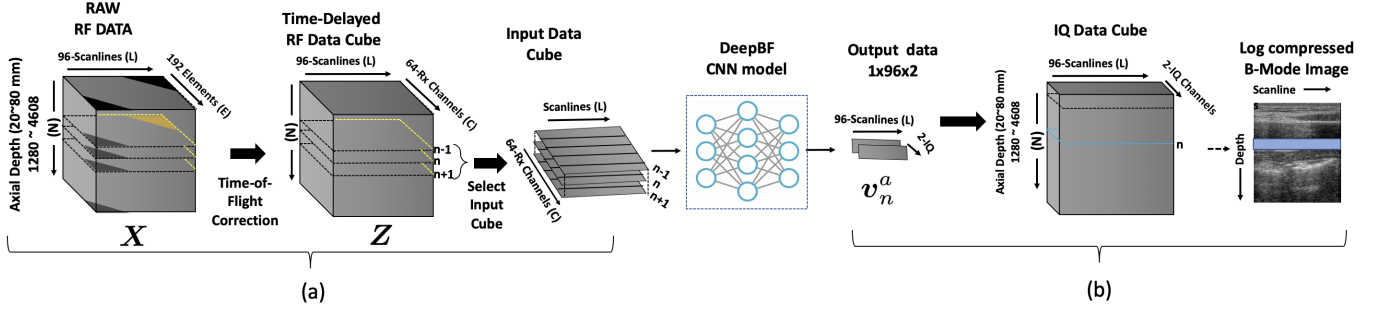 RAW
RF DATA
96-Scanlines (L)
192 Elements (E)
Axial Depth (20~80 mm)
1280 ~ 4608
(N)
X
Time-of-
Flight
Correction
Time-Delayed
RF Data Cube
96-Scanlines (L)
64-Rx Channels (C)
(N)
n-1
n
n+1
Z
Select
Input
Cube
Input Data
Cube
Scanlines (L)
64-Rx Channels (C)
n-1
n
n+1
(a)
DeepBF
CNN model
Output data
1x96x2
96-Scanlines (L)
2-IQ
v_n^a
IQ Data Cube
96-Scanlines (L)
2-IQ Channels
Axial Depth (20~80 mm)
1280 ~ 4608
(N)
n
Log compressed
B-Mode Image
Scanline
S
Depth
(b)